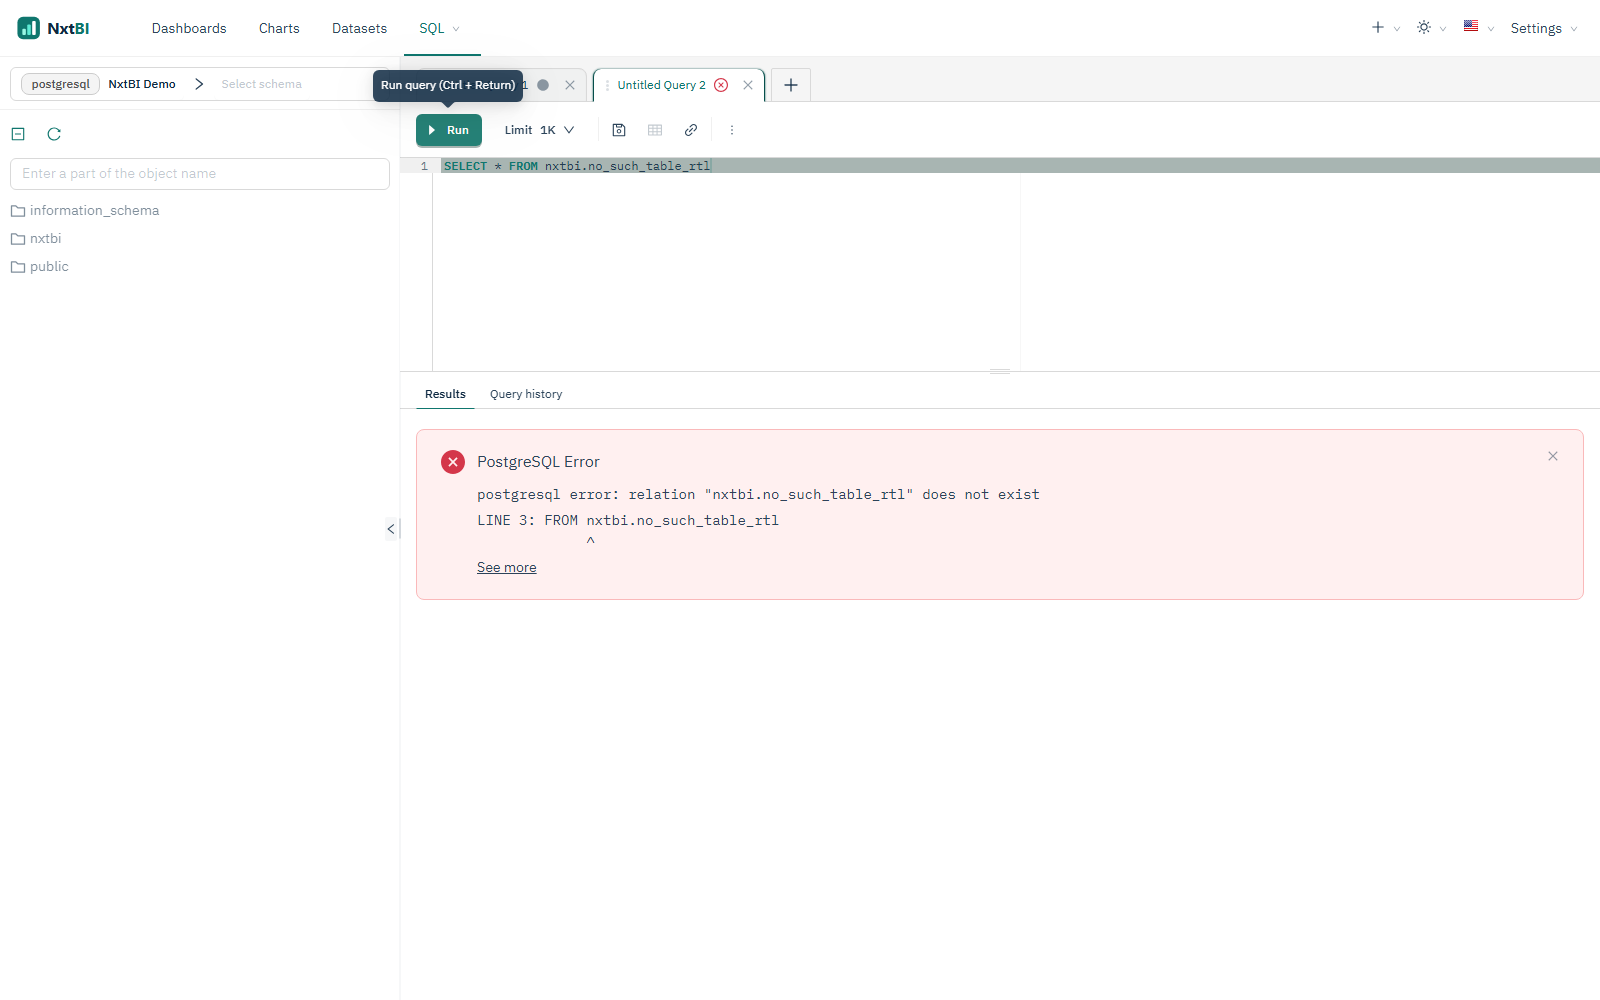 NxtBI
Dashboards
Charts
Datasets
SQL
Settings
postgresql
NxtBI Demo
Select schema
Run query (Ctrl + Return)
1
Untitled Query 2
Run
Limit 1K
Enter a part of the object name
information_schema
nxtbi
public
1
SELECT * FROM nxtbi.no_such_table_rtl
Results
Query history
PostgreSQL Error
postgresql error: relation "nxtbi.no_such_table_rtl" does not exist
LINE 3: FROM nxtbi.no_such_table_rtl
^
See more